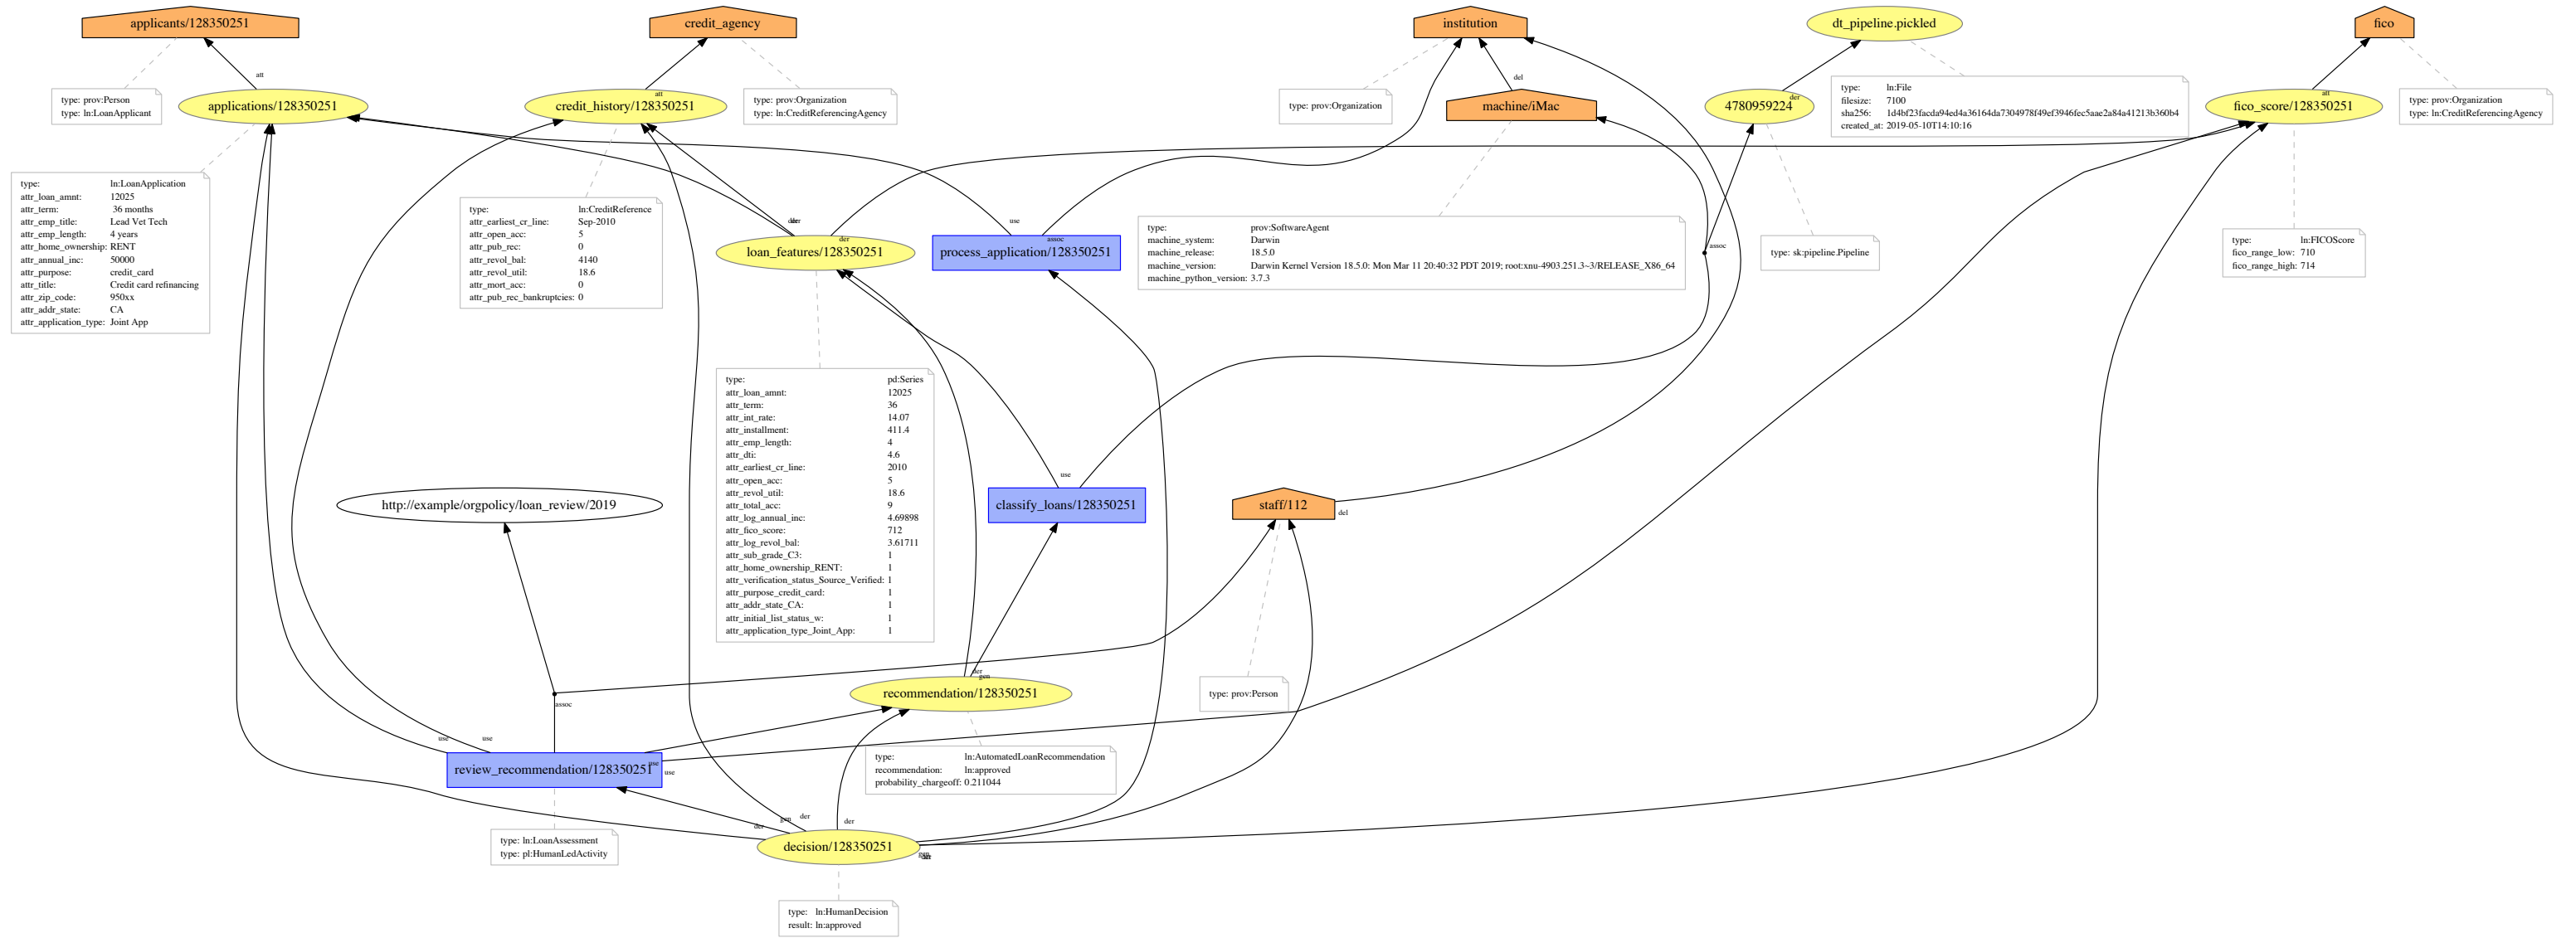 applicants/128350251
credit_agency
institution
dt_pipeline.pickled
fico
att
del
type: prov:Person
type: ln:LoanApplicant
applications/128350251
credit_history/128350251
att
type: prov:Organization
type: ln:CreditReferencingAgency
type: prov:Organization
machine/iMac
4780959224
der
type: ln:File
filesize: 7100
sha256: 1d4bf23facda94ed4a36164da7304978f49ef3946fec5aae2a84a41213b360b4
created_at: 2019-05-10T14:10:16
fico_score/128350251
att
type: prov:Organization
type: ln:CreditReferencingAgency
type: ln:LoanApplication
attr_loan_amnt: 12025
attr_term: 36 months
attr_emp_title: Lead Vet Tech
attr_emp_length: 4 years
attr_home_ownership: RENT
attr_annual_inc: 50000
attr_purpose: credit_card
attr_title: Credit card refinancing
attr_zip_code: 950xx
attr_addr_state: CA
attr_application_type: Joint App
type: ln:CreditReference
attr_earliest_cr_line: Sep-2010
attr_open_acc: 5
attr_pub_rec: 0
attr_revol_bal: 4140
attr_revol_util: 18.6
attr_mort_acc: 0
attr_pub_rec_bankruptcies: 0
der
use
loan_features/128350251
process_application/128350251
assoc
type: prov:SoftwareAgent
machine_system: Darwin
machine_release: 18.5.0
machine_version: Darwin Kernel Version 18.5.0: Mon Mar 11 20:40:32 PDT 2019; root:xnu-4903.251.3~3/RELEASE_X86_64
machine_python_version: 3.7.3
assoc
type: sk:pipeline.Pipeline
type: ln:FICOScore
fico_range_low: 710
fico_range_high: 714
type: pd:Series
attr_loan_amnt: 12025
attr_term: 36
attr_int_rate: 14.07
attr_installment: 411.4
attr_emp_length: 4
attr_dti: 4.6
attr_earliest_cr_line: 2010
attr_open_acc: 5
attr_revol_util: 18.6
attr_total_acc: 9
attr_log_annual_inc: 4.69898
attr_fico_score: 712
attr_log_revol_bal: 3.61711
attr_sub_grade_C3: 1
attr_home_ownership_RENT: 1
attr_verification_status_Source_Verified: 1
attr_purpose_credit_card: 1
attr_addr_state_CA: 1
attr_initial_list_status_w: 1
attr_application_type_Joint_App: 1
use
http://example/orgpolicy/loan_review/2019
classify_loans/128350251
staff/112
del
der
gen
recommendation/128350251
type: prov:Person
assoc
use
use
type: ln:AutomatedLoanRecommendation
recommendation: ln:approved
probability_chargeoff: 0.211044
review_recommendation/128350251
use
use
der
gen
der
der
type: ln:LoanAssessment
type: pl:HumanLedActivity
decision/128350251
type: ln:HumanDecision
result: ln:approved